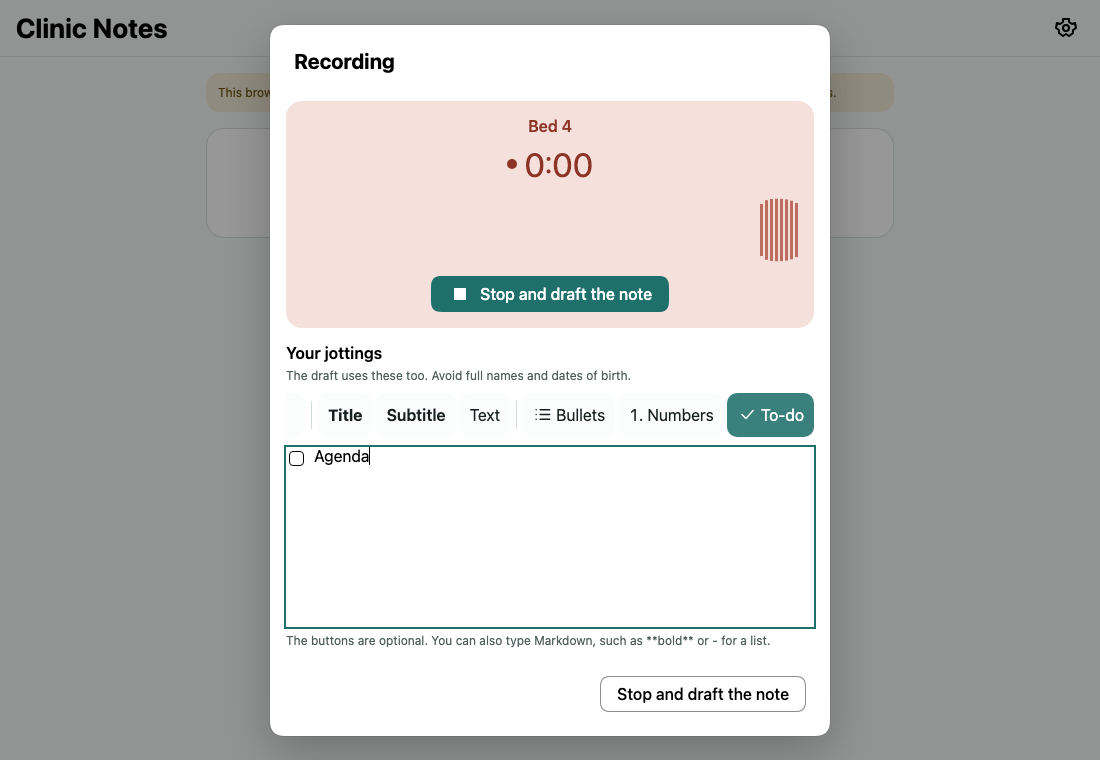 Clinic Notes
This brow
s.
Recording
Bed 4
0:00
Stop and draft the note
Your jottings
The draft uses these too. Avoid full names and dates of birth.
Title Subtitle Text Bullets 1. Numbers To-do
Agenda
The buttons are optional. You can also type Markdown, such as **bold** or - for a list.
Stop and draft the note